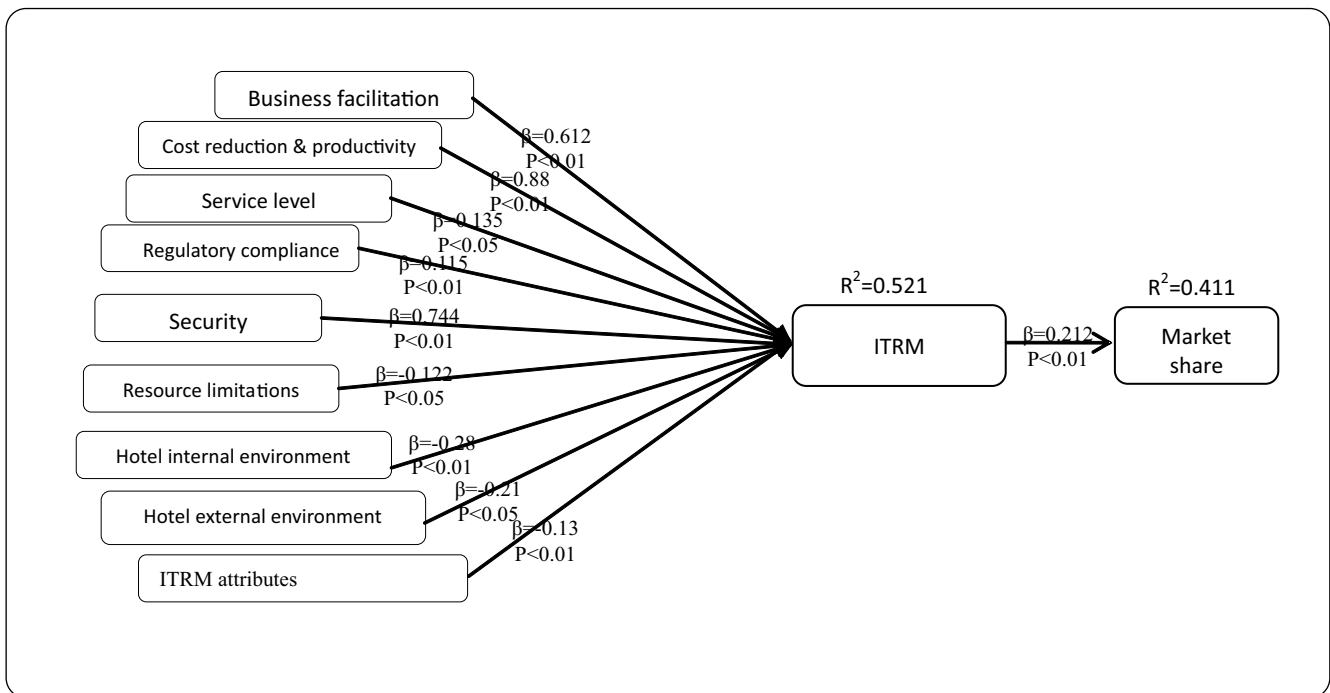 Business facilitation
β=0.612
P<0.01
Cost reduction & productivity
β=0.88
P<0.01
Service level
β=0.135
P<0.05
Regulatory compliance
β=0.115
P<0.01
Security
β=0.744
P<0.01
Resource limitations
β=-0.122
P<0.05
Hotel internal environment
β=-0.28
P<0.01
Hotel external environment
β=-0.21
P<0.05
ITRM attributes
β=-0.13
P<0.01
R²=0.521
ITRM
β=0.212
P<0.01
R²=0.411
Market
share